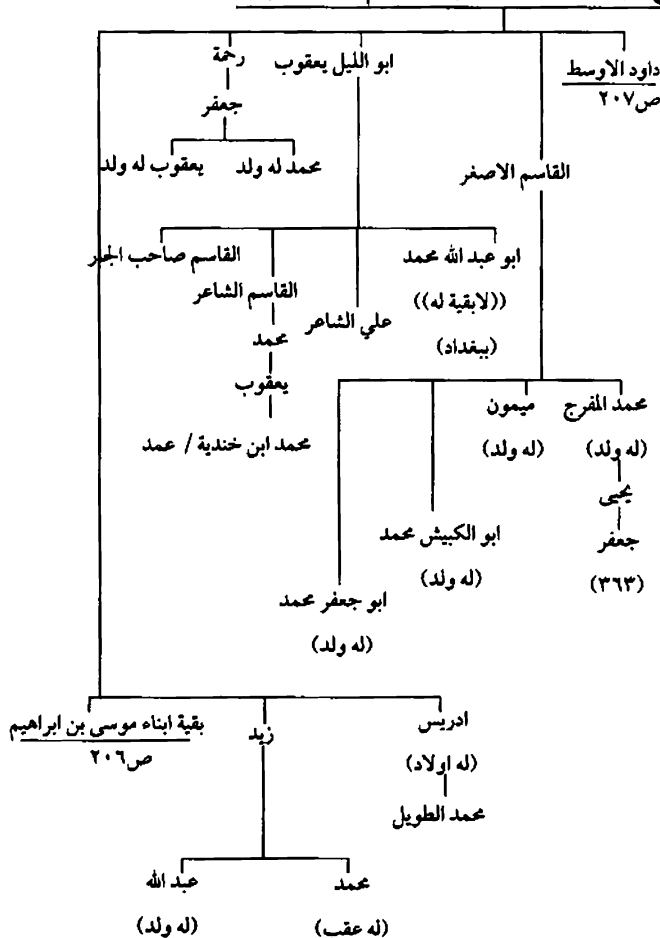 داود الاوسط
ص٢٠٧
ابو الليل يعقوب
رحمة
جعفر
محمد له ولد
يعقوب له ولد
القاسم الاصغر
ابو عبد الله محمد
((لابقية له))
(ببغداد)
علي الشاعر
القاسم الشاعر
محمد
يعقوب
محمد ابن خندية / عمد
القاسم صاحب
محمد المفرج
(له ولد)
يحيى
جعفر
(٣٦٣)
ميمون
(له ولد)
ابو الكبيش محمد
(له ولد)
ابو جعفر محمد
(له ولد)
ادريس
(له اولاد)
محمد الطويل
زيد
محمد
(له عقب)
عبد الله
(له ولد)
بقية ابناء موسى بن ابراهيم
ص٢٠٦